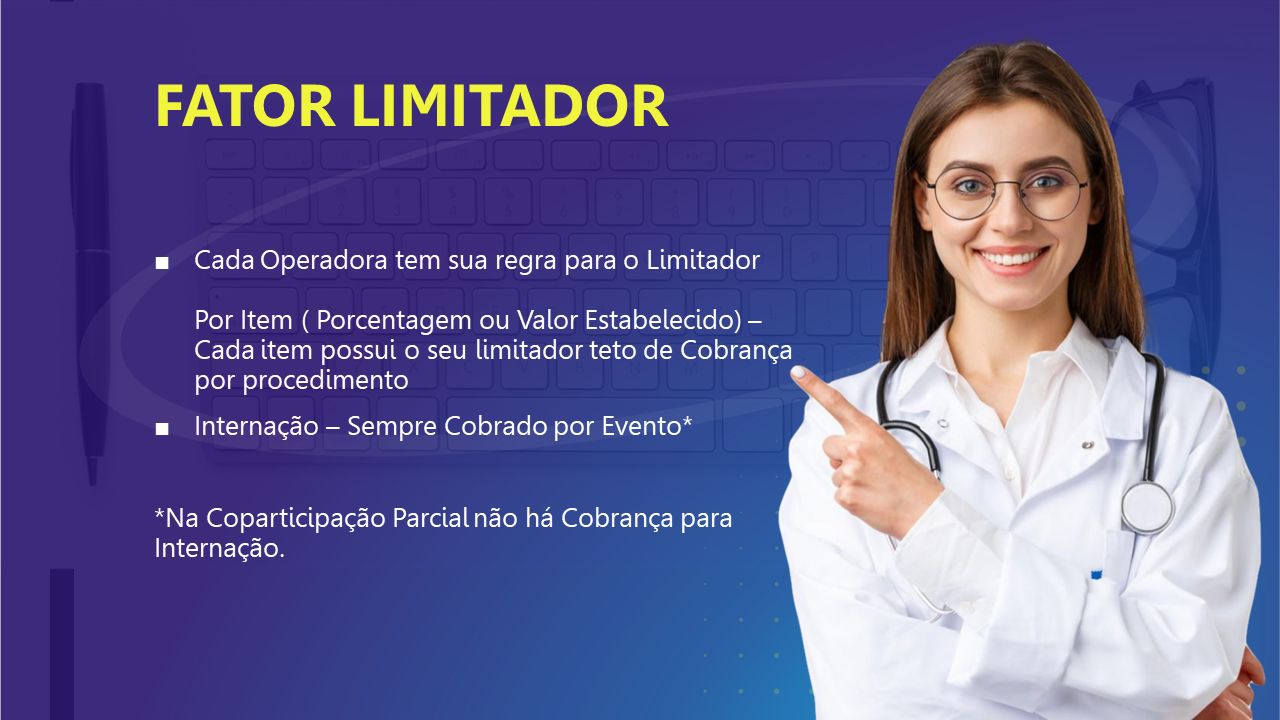 FATOR LIMITADOR
▪ Cada Operadora tem sua regra para o Limitador
Por Item ( Porcentagem ou Valor Estabelecido) –
Cada item possui o seu limitador teto de Cobrança
por procedimento
▪ Internação – Sempre Cobrado por Evento*
*Na Coparticipação Parcial não há Cobrança para
Internação.